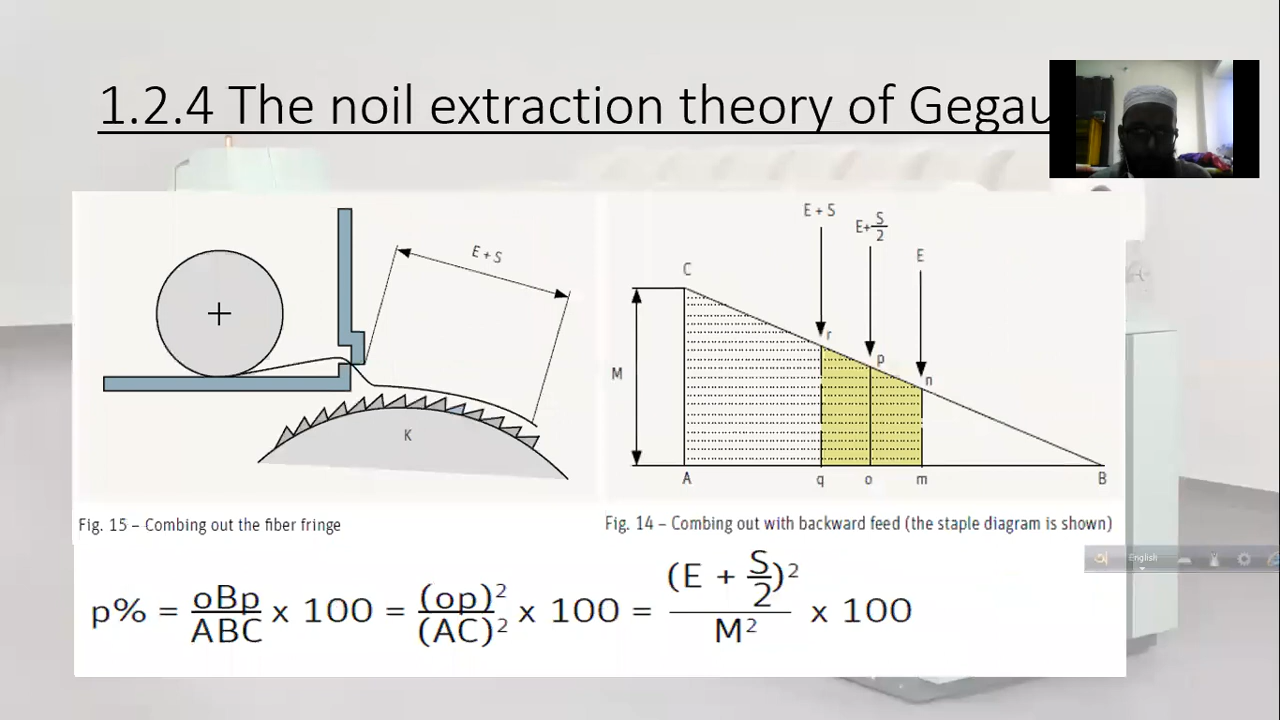 1.2.4 The noil extraction theory of Gegau
E + S
K
Fig. 15 – Combing out the fiber fringe
E + S
E+S/2
E
C
r
p
n
M
A
q
o
m
B
Fig. 14 – Combing out with backward feed (the staple diagram is shown)
English
p% = oBp/ABC x 100 = (op)²/(AC)² x 100 = (E + S/2)²/M² x 100